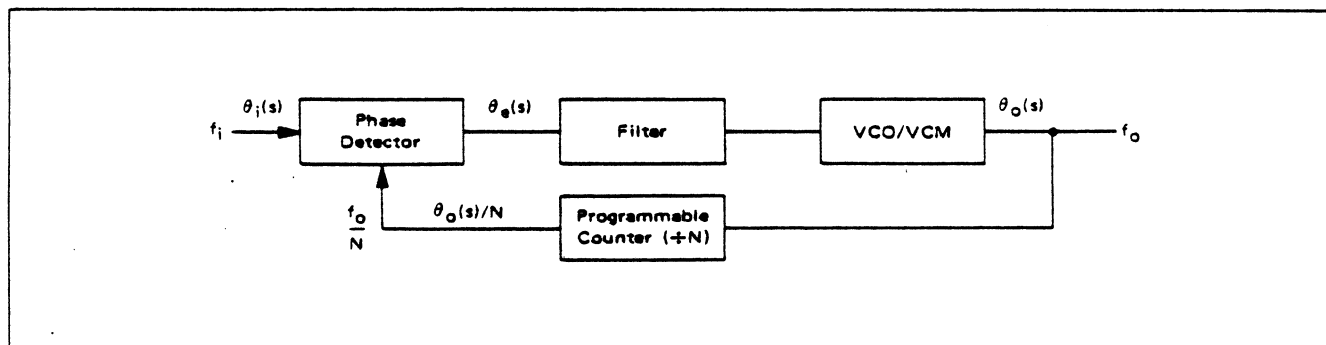 θi(s)
fi
Phase
Detector
θe(s)
Filter
VCO/VCM
θo(s)
fo
fo
N
θo(s)/N
Programmable
Counter (÷N)